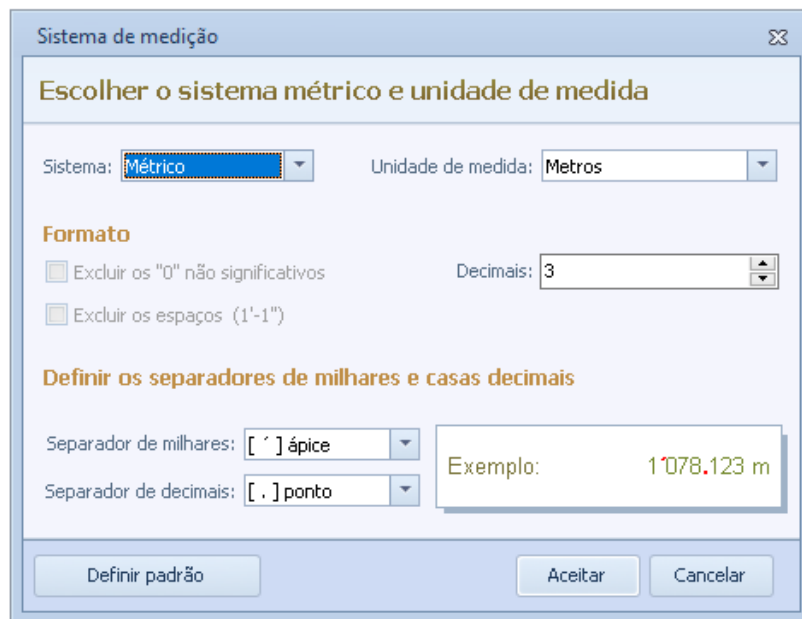 Sistema de medição
Escolher o sistema métrico e unidade de medida
Sistema: Métrico Unidade de medida: Metros
Formato
Excluir os "0" não significativos Decimais: 3
Excluir os espaços (1'-1")
Definir os separadores de milhares e casas decimais
Separador de milhares: [ ´ ] ápice
Exemplo: 1´078.123 m
Separador de decimais: [ . ] ponto
Definir padrão Aceitar Cancelar